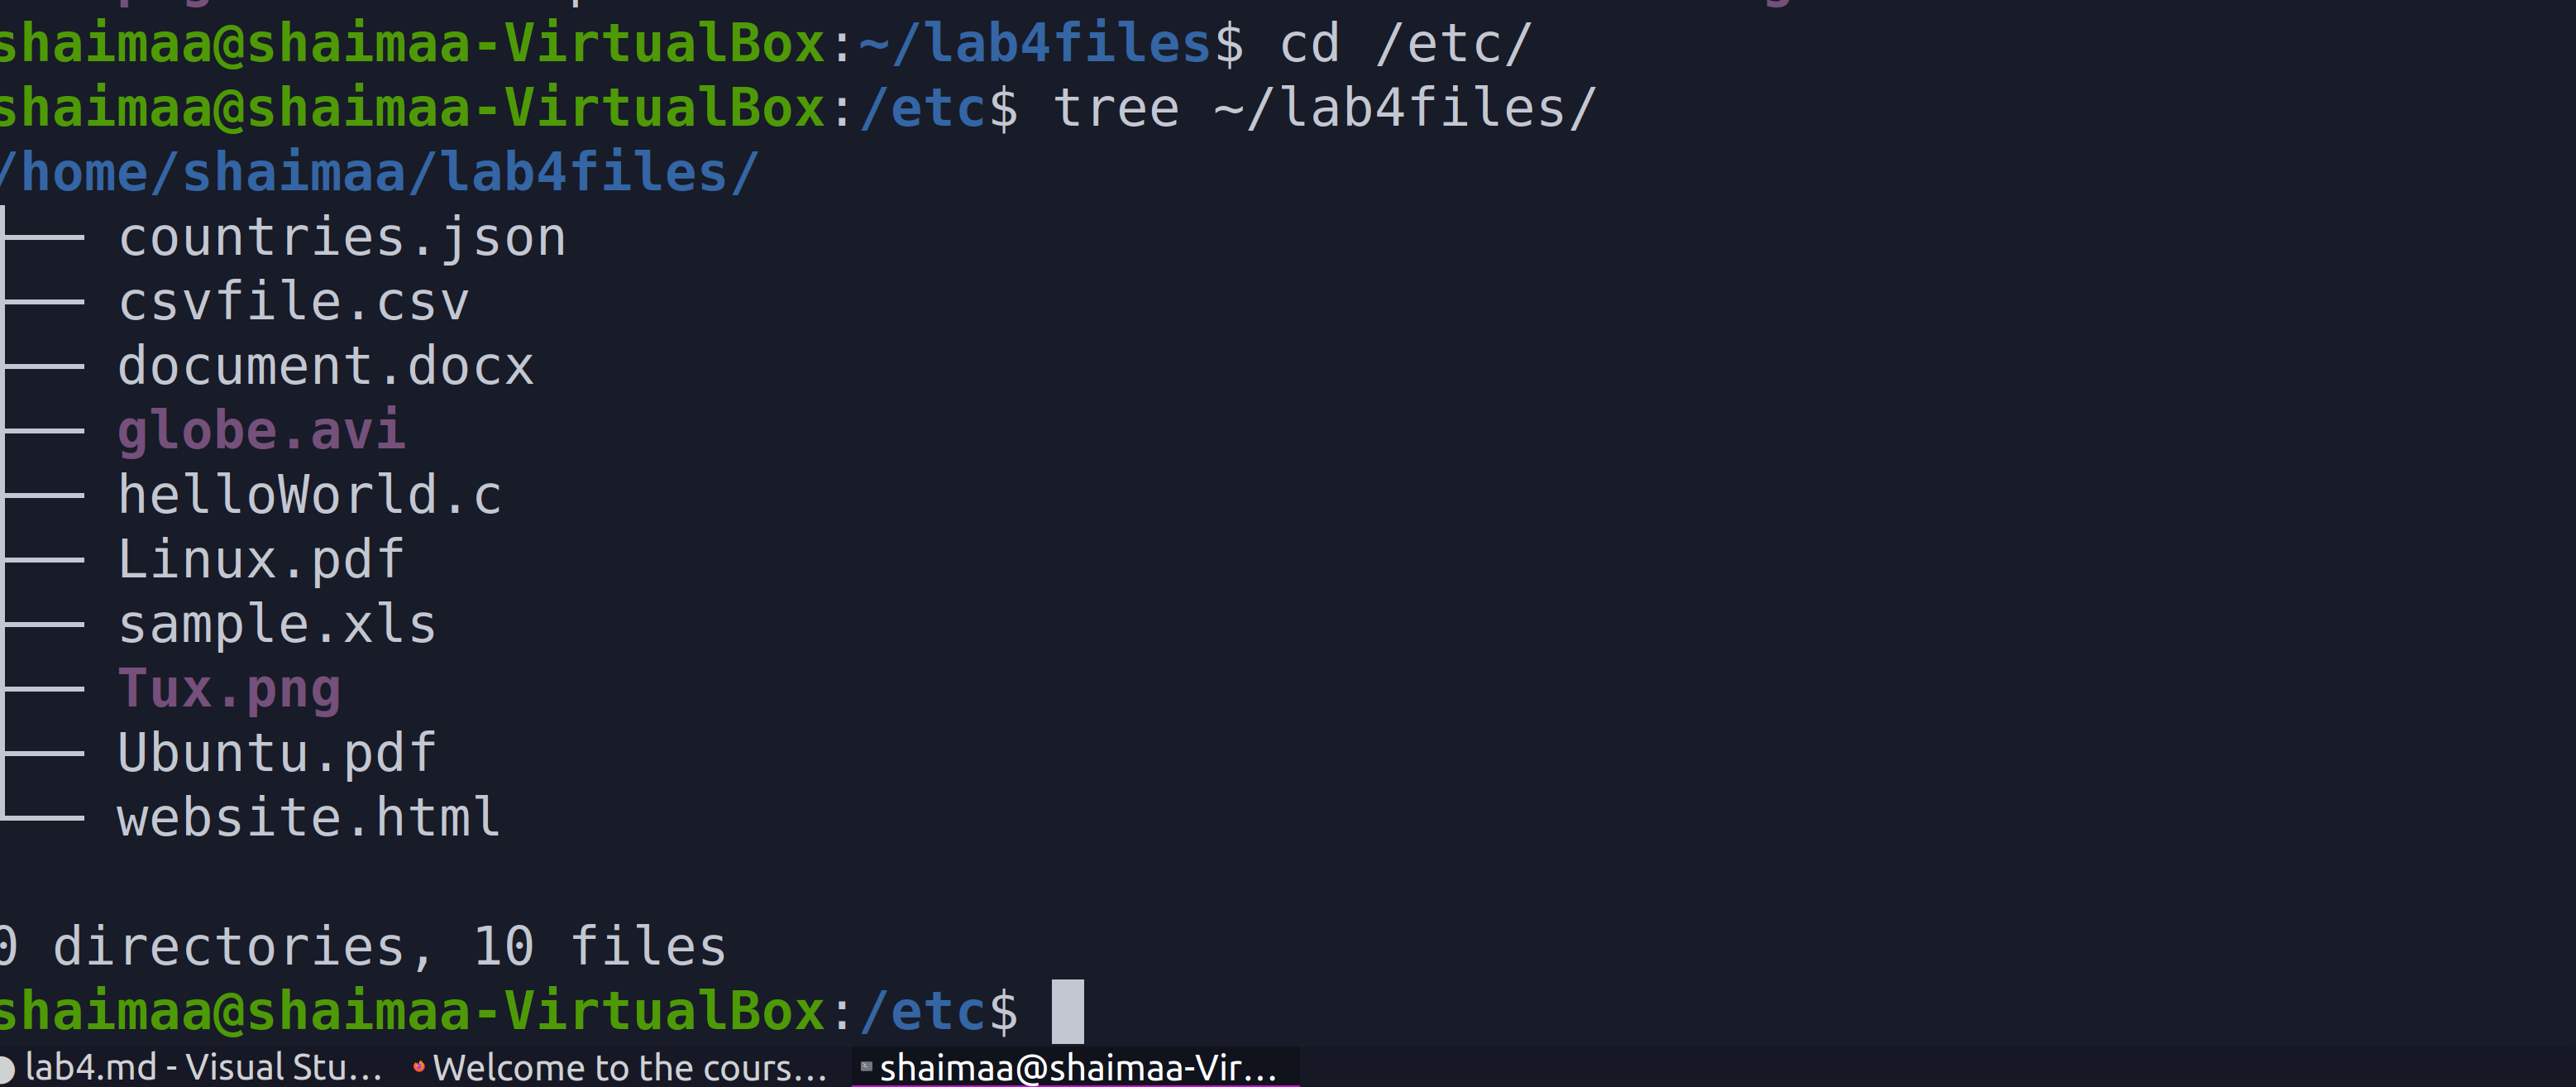 shaimaa@shaimaa-VirtualBox:~/lab4files$ cd /etc/
shaimaa@shaimaa-VirtualBox:/etc$ tree ~/lab4files/
/home/shaimaa/lab4files/
├── countries.json
├── csvfile.csv
├── document.docx
├── globe.avi
├── helloWorld.c
├── Linux.pdf
├── sample.xls
├── Tux.png
├── Ubuntu.pdf
└── website.html
0 directories, 10 files
shaimaa@shaimaa-VirtualBox:/etc$
lab4.md - Visual Stu...
Welcome to the cours...
shaimaa@shaimaa-Vir...